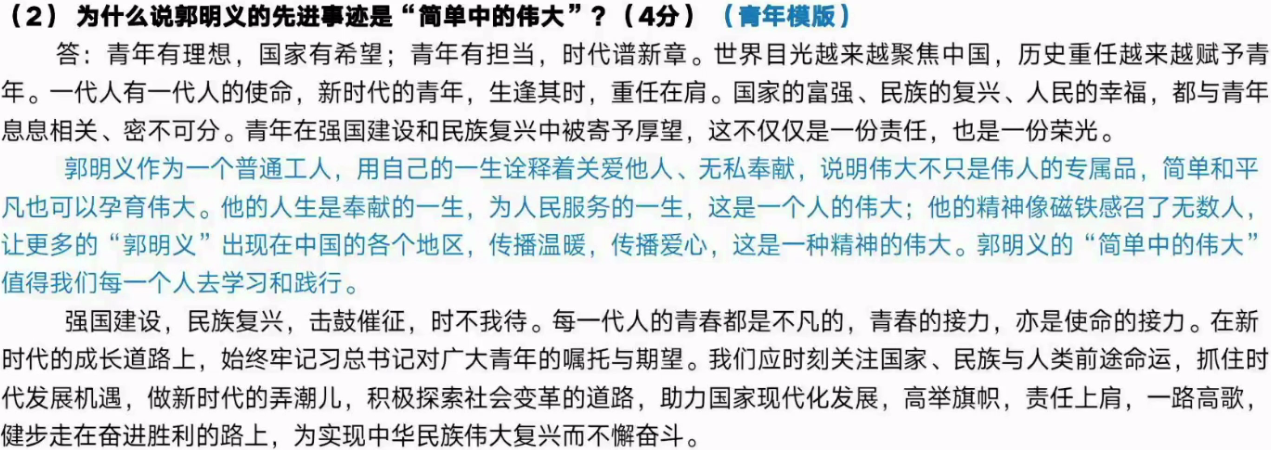 （2） 为什么说郭明义的先进事迹是“简单中的伟大”？（4分）（青年模版）
答：青年有理想，国家有希望；青年有担当，时代谱新章。世界目光越来越聚焦中国，历史重任越来越赋予青
年。一代人有一代人的使命，新时代的青年，生逢其时，重任在肩。国家的富强、民族的复兴、人民的幸福，都与青年
息息相关、密不可分。青年在强国建设和民族复兴中被寄予厚望，这不仅仅是一份责任，也是一份荣光。
郭明义作为一个普通工人，用自己的一生诠释着关爱他人、无私奉献，说明伟大不只是伟人的专属品，简单和平
凡也可以孕育伟大。他的人生是奉献的一生，为人民服务的一生，这是一个人的伟大；他的精神像磁铁感召了无数人，
让更多的“郭明义”出现在中国的各个地区，传播温暖，传播爱心，这是一种精神的伟大。郭明义的“简单中的伟大”
值得我们每一个人去学习和践行。
强国建设，民族复兴，击鼓催征，时不我待。每一代人的青春都是不凡的，青春的接力，亦是使命的接力。在新
时代的成长道路上，始终牢记习总书记对广大青年的嘱托与期望。我们应时刻关注国家、民族与人类前途命运，抓住时
代发展机遇，做新时代的弄潮儿，积极探索社会变革的道路，助力国家现代化发展，高举旗帜，责任上肩，一路高歌，
健步走在奋进胜利的路上，为实现中华民族伟大复兴而不懈奋斗。